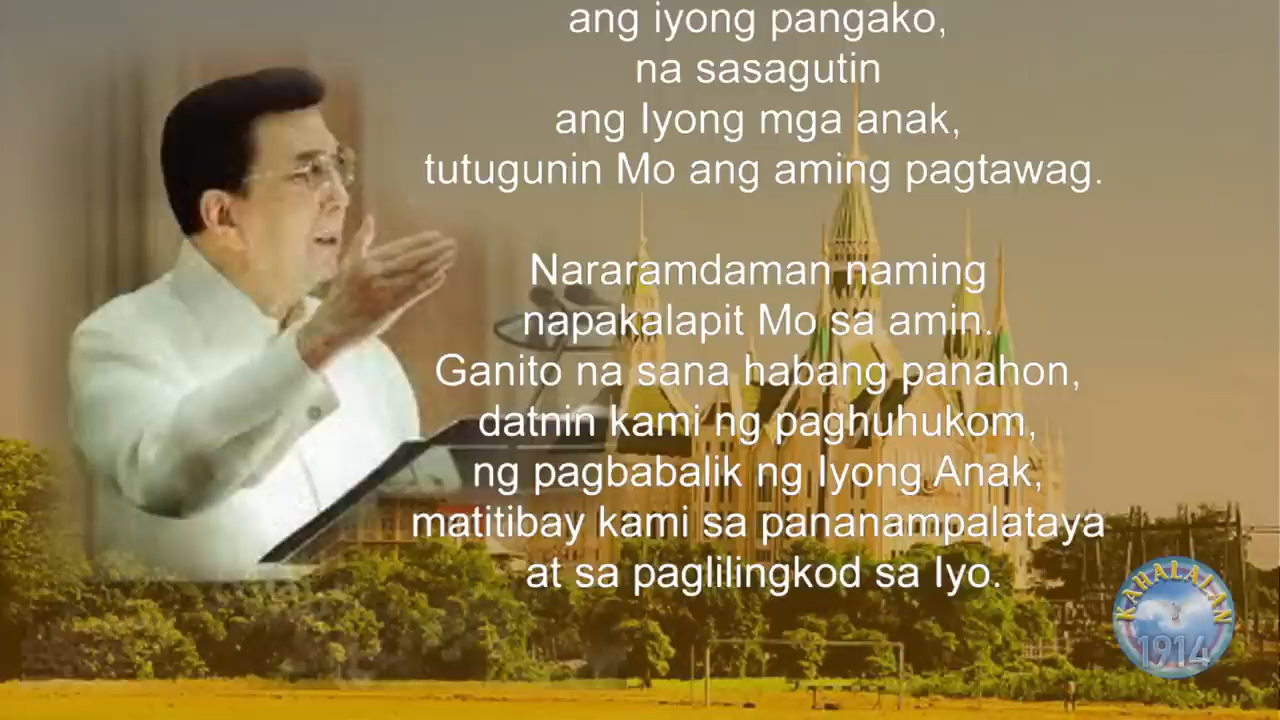 ang iyong pangako,
na sasagutin
ang Iyong mga anak,
tutugunin Mo ang aming pagtawag.
Nararamdaman naming
napakalapit Mo sa amin.
Ganito na sana habang panahon,
datnin kami ng paghuhukom,
ng pagbabalik ng Iyong Anak,
matitibay kami sa pananampalataya
at sa paglilingkod sa Iyo.
KAHALALAN
1914